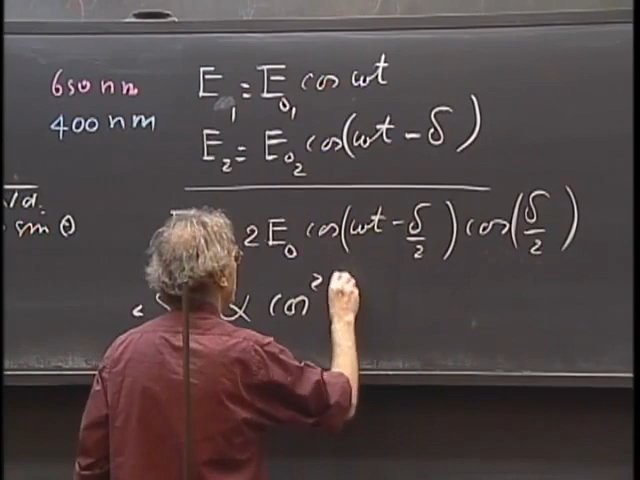 650 nm
400 nm
E₁ = E₀₁ cos ωt
E₂ = E₀₂ cos(ωt - δ)
/d.
sin θ
2E₀ cos(ωt - δ/2) cos(δ/2)
∝ cos²